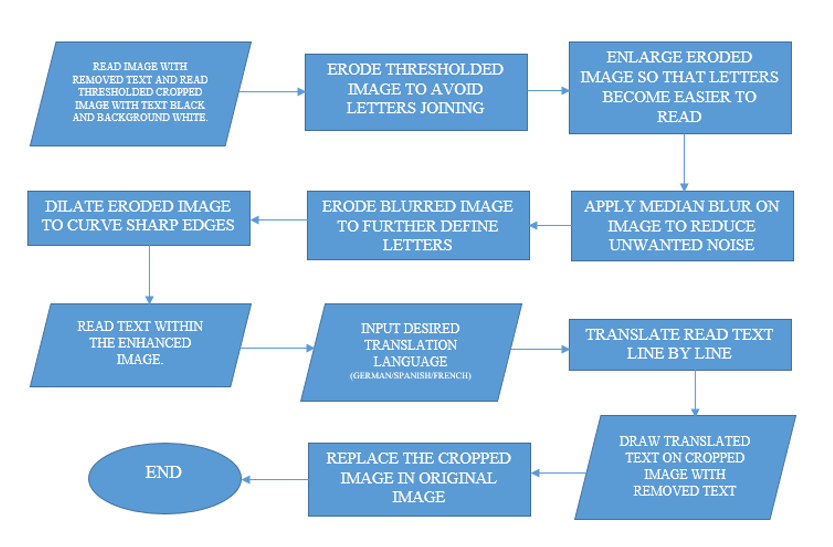 READ IMAGE WITH
REMOVED TEXT AND READ
THRESHOLDED CROPPED
IMAGE WITH TEXT BLACK
AND BACKGROUND WHITE.
ERODE THRESHOLDED
IMAGE TO AVOID
LETTERS JOINING
ENLARGE ERODED
IMAGE SO THAT LETTERS
BECOME EASIER TO
READ
APPLY MEDIAN BLUR ON
IMAGE TO REDUCE
UNWANTED NOISE
ERODE BLURRED IMAGE
TO FURTHER DEFINE
LETTERS
DILATE ERODED IMAGE
TO CURVE SHARP EDGES
READ TEXT WITHIN
THE ENHANCED
IMAGE.
INPUT DESIRED
TRANSLATION
LANGUAGE
(GERMAN/SPANISH/FRENCH)
TRANSLATE READ TEXT
LINE BY LINE
DRAW TRANSLATED
TEXT ON CROPPED
IMAGE WITH
REMOVED TEXT
REPLACE THE CROPPED
IMAGE IN ORIGINAL
IMAGE
END